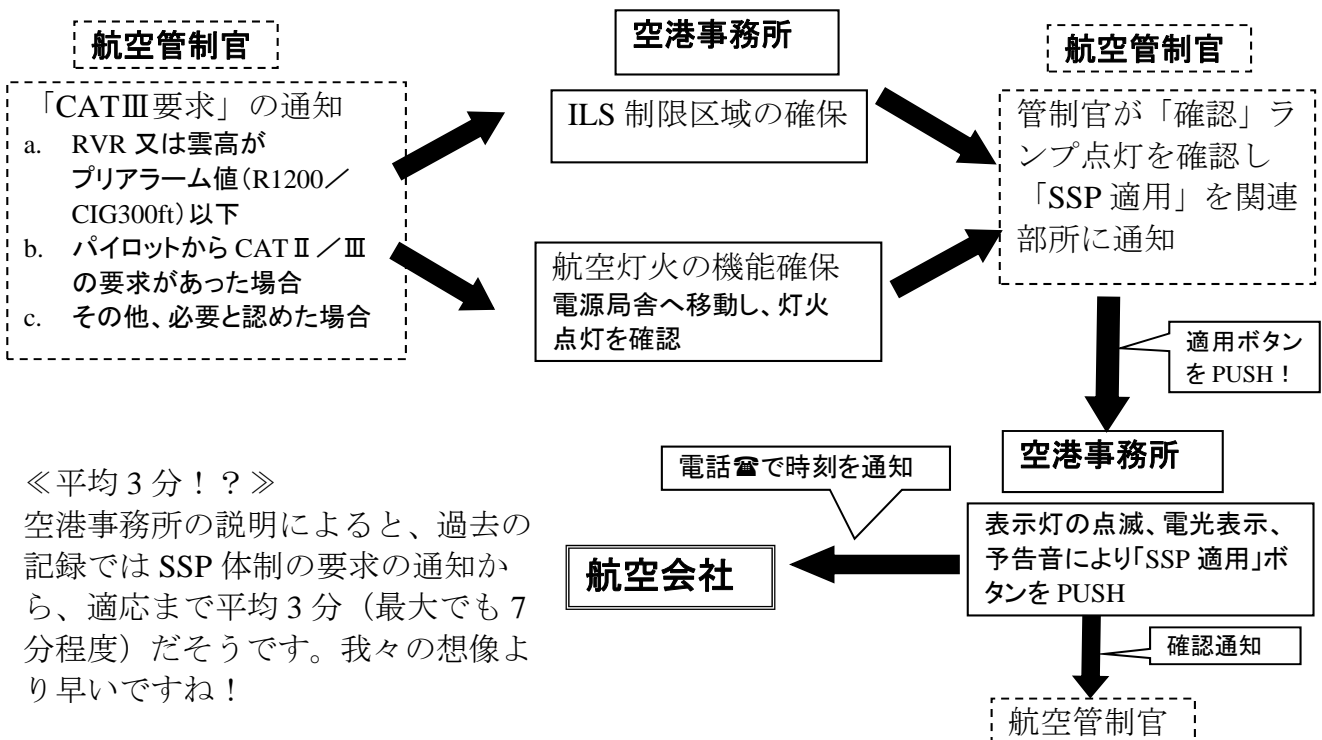 航空管制官
「CATⅢ要求」の通知
a. RVR 又は雲高が
プリアラーム値（R1200／
CIG300ft）以下
b. パイロットから CATⅡ／Ⅲ
の要求があった場合
c. その他、必要と認めた場合
空港事務所
ILS 制限区域の確保
航空灯火の機能確保
電源局舎へ移動し、灯火
点灯を確認
航空管制官
管制官が「確認」ラ
ンプ点灯を確認し
「SSP 適用」を関連
部所に通知
適用ボタン
を PUSH！
空港事務所
表示灯の点滅、電光表示、
予告音により「SSP 適用」ボ
タンを PUSH
電話☎で時刻を通知
航空会社
確認通知
航空管制官
≪平均 3 分！？≫
空港事務所の説明によると、過去の
記録では SSP 体制の要求の通知か
ら、適応まで平均 3 分（最大でも 7
分程度）だそうです。我々の想像よ
り早いですね！